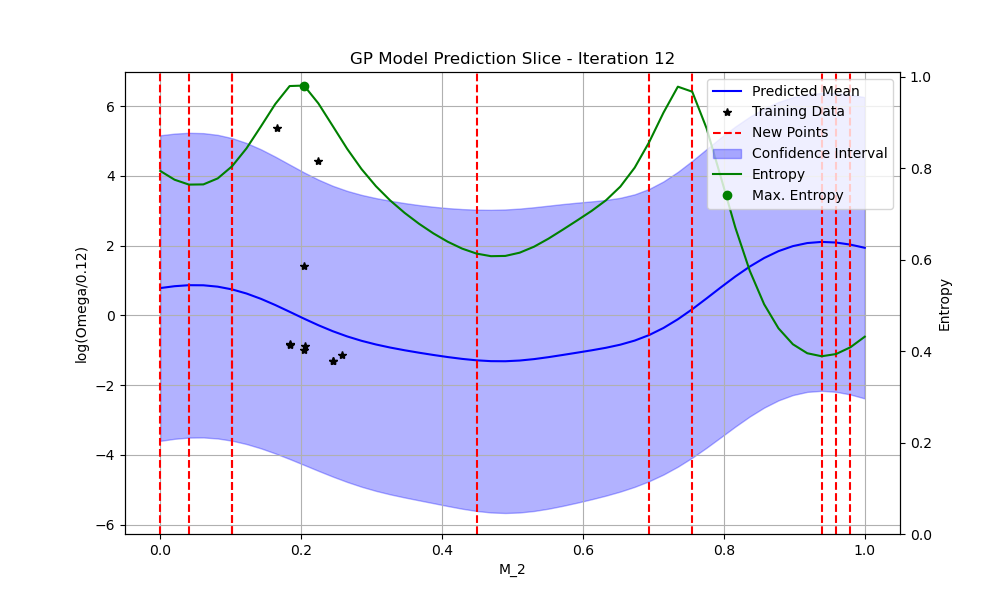 GP Model Prediction Slice - Iteration 12
log(Omega/0.12)
6
4
2
0
−2
−4
−6
0.0
0.2
0.4
0.6
0.8
1.0
M_2
1.0
0.8
0.6
0.4
0.2
0.0
Entropy
Predicted Mean
Training Data
New Points
Confidence Interval
Entropy
Max. Entropy